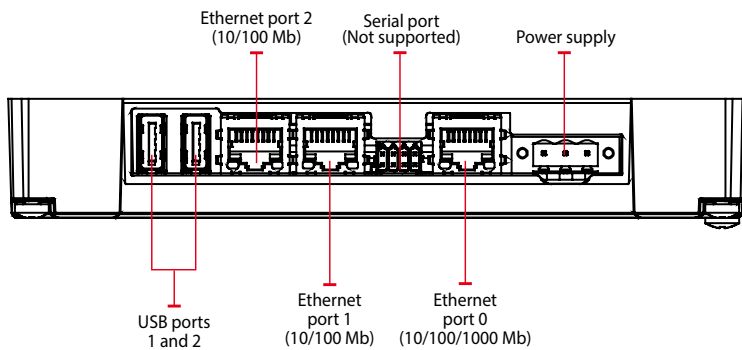 Ethernet port 2
(10/100 Mb)
Serial port
(Not supported)
Power supply
USB ports
1 and 2
Ethernet
port 1
(10/100 Mb)
Ethernet
port 0
(10/100/1000 Mb)